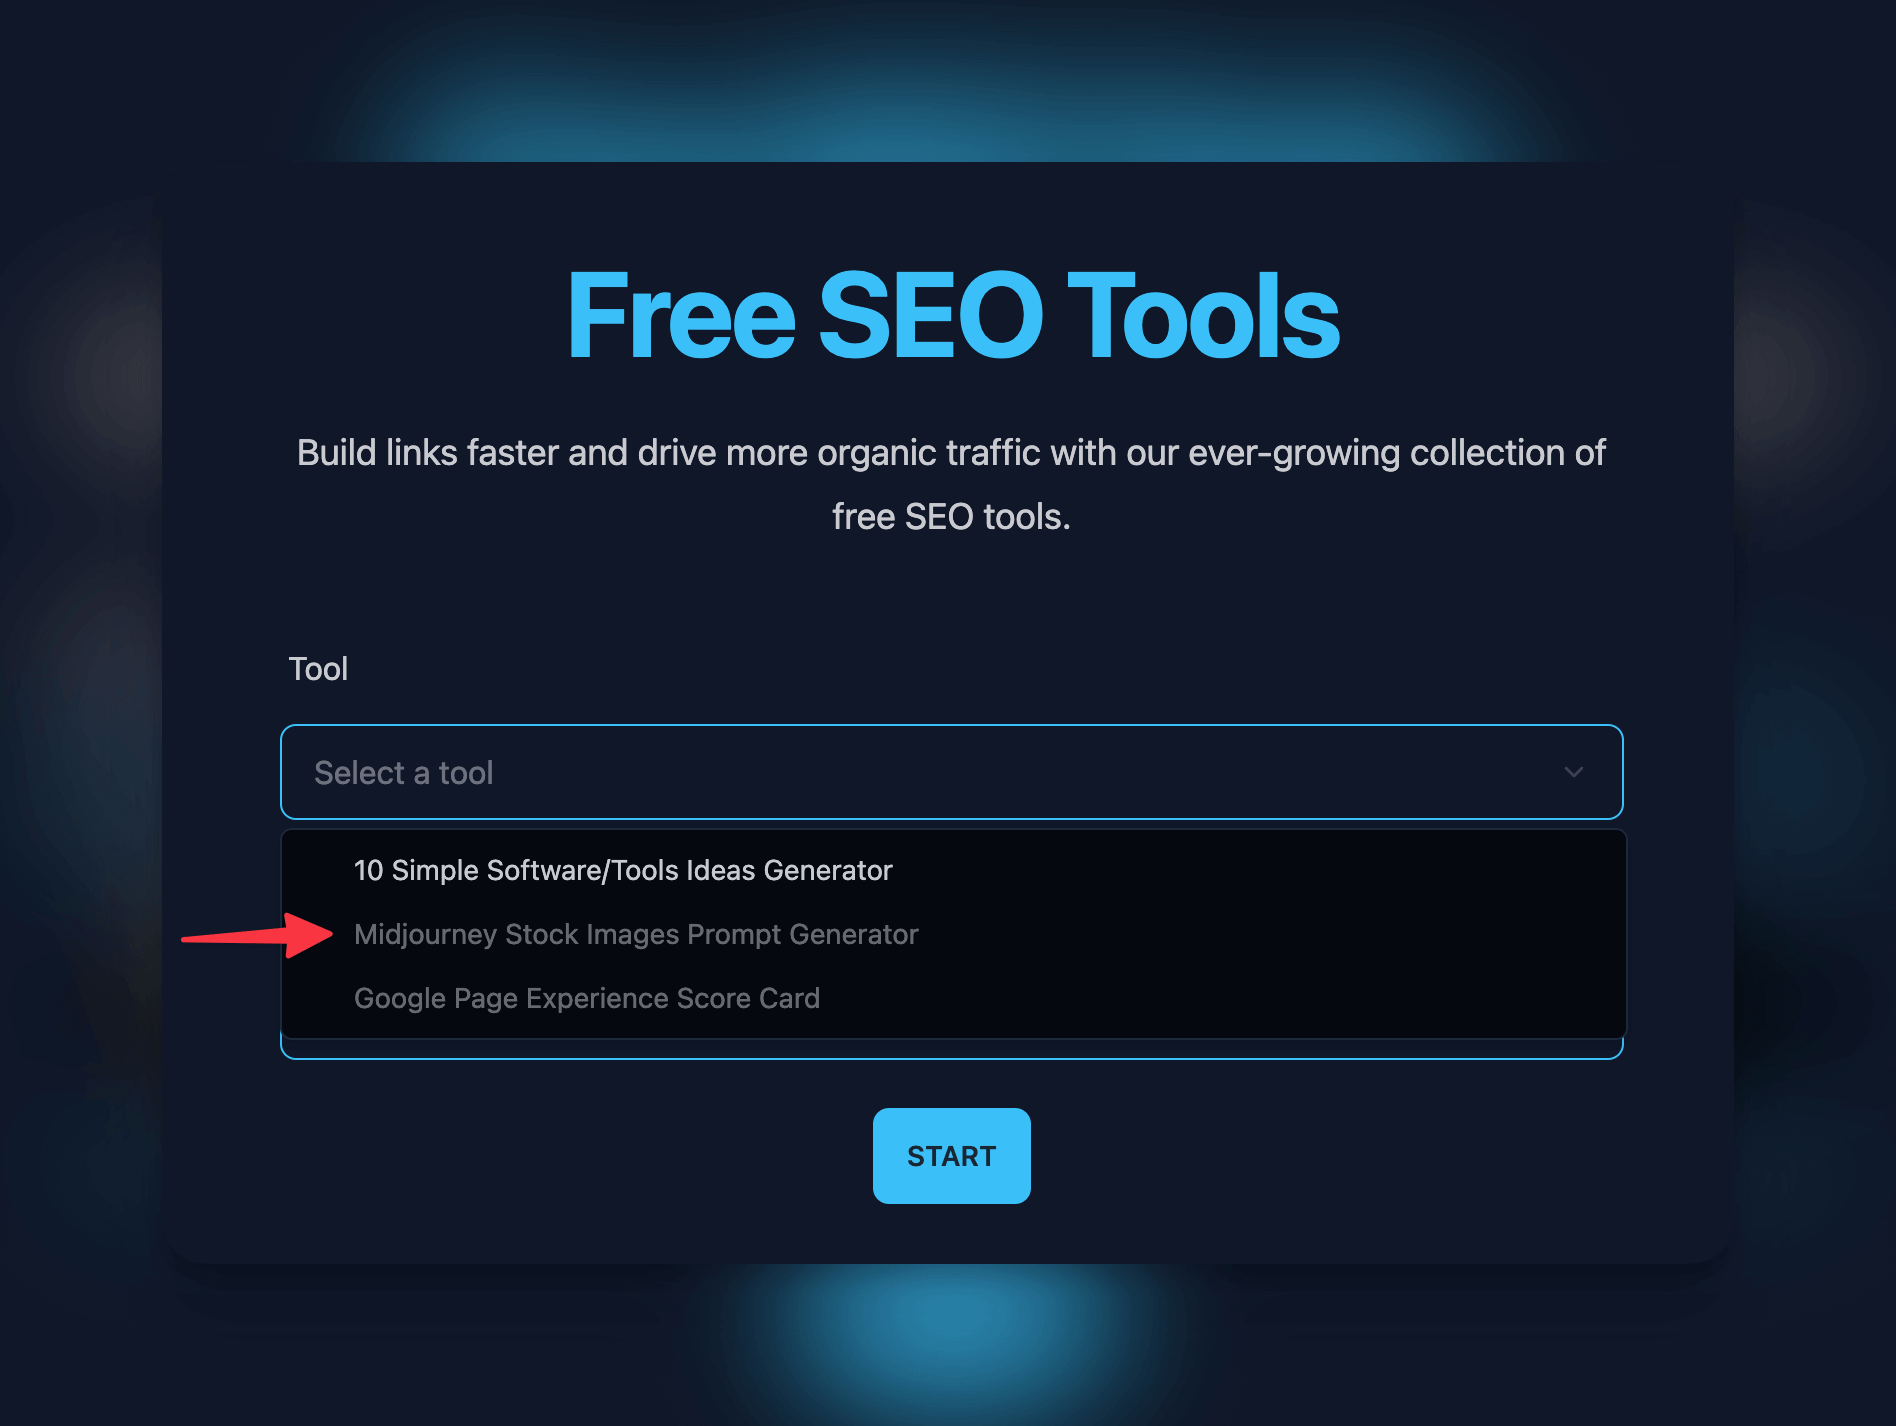 Free SEO Tools
Build links faster and drive more organic traffic with our ever-growing collection of
free SEO tools.
Tool
Select a tool
10 Simple Software/Tools Ideas Generator
Midjourney Stock Images Prompt Generator
Google Page Experience Score Card
START